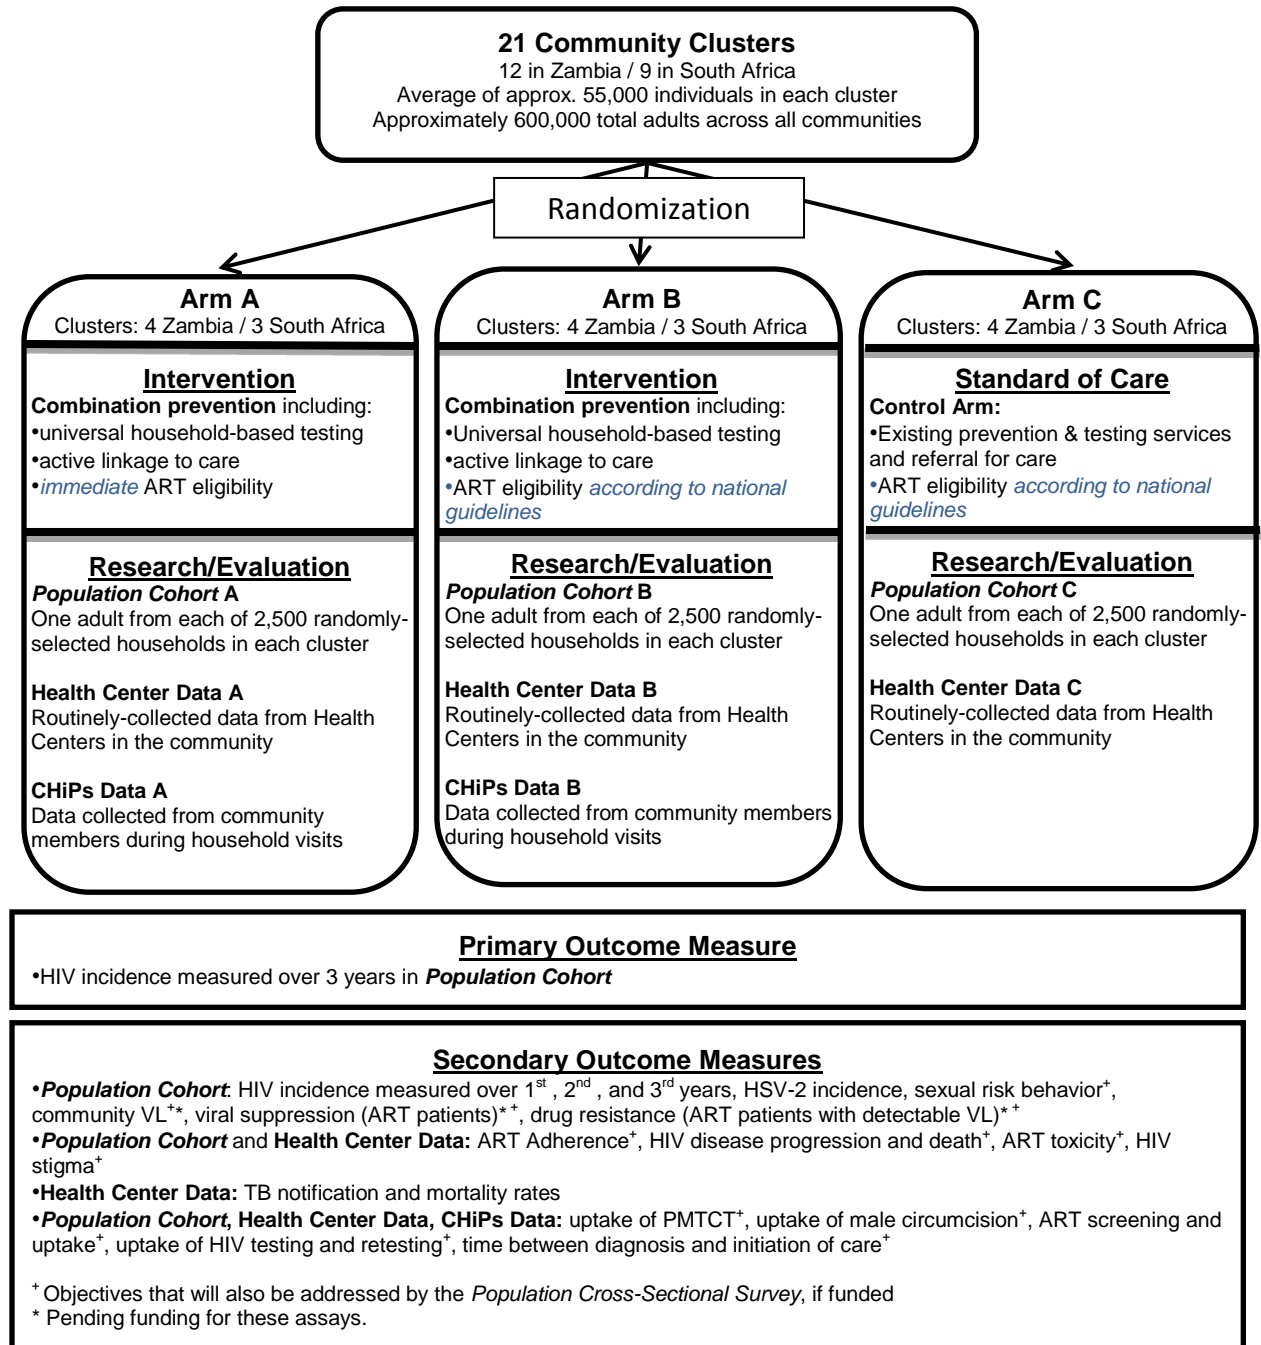 21 Community Clusters
12 in Zambia / 9 in South Africa
Average of approx. 55,000 individuals in each cluster
Approximately 600,000 total adults across all communities
Randomization
Arm A
Clusters: 4 Zambia / 3 South Africa
Intervention
Combination prevention including:
•universal household-based testing
•active linkage to care
•immediate ART eligibility
Research/Evaluation
Population Cohort A
One adult from each of 2,500 randomly-
selected households in each cluster
Health Center Data A
Routinely-collected data from Health
Centers in the community
CHiPs Data A
Data collected from community
members during household visits
Arm B
Clusters: 4 Zambia / 3 South Africa
Intervention
Combination prevention including:
•Universal household-based testing
•active linkage to care
•ART eligibility according to national
guidelines
Research/Evaluation
Population Cohort B
One adult from each of 2,500 randomly-
selected households in each cluster
Health Center Data B
Routinely-collected data from Health
Centers in the community
CHiPs Data B
Data collected from community members
during household visits
Arm C
Clusters: 4 Zambia / 3 South Africa
Standard of Care
Control Arm:
•Existing prevention & testing services
and referral for care
•ART eligibility according to national
guidelines
Research/Evaluation
Population Cohort C
One adult from each of 2,500 randomly-
selected households in each cluster
Health Center Data C
Routinely-collected data from Health
Centers in the community
Primary Outcome Measure
•HIV incidence measured over 3 years in Population Cohort
Secondary Outcome Measures
•Population Cohort: HIV incidence measured over 1st , 2nd , and 3rd years, HSV-2 incidence, sexual risk behavior+,
community VL+*, viral suppression (ART patients)* +, drug resistance (ART patients with detectable VL)* +
•Population Cohort and Health Center Data: ART Adherence+, HIV disease progression and death+, ART toxicity+, HIV
stigma+
•Health Center Data: TB notification and mortality rates
•Population Cohort, Health Center Data, CHiPs Data: uptake of PMTCT+, uptake of male circumcision+, ART screening and
uptake+, uptake of HIV testing and retesting+, time between diagnosis and initiation of care+
+ Objectives that will also be addressed by the Population Cross-Sectional Survey, if funded
* Pending funding for these assays.